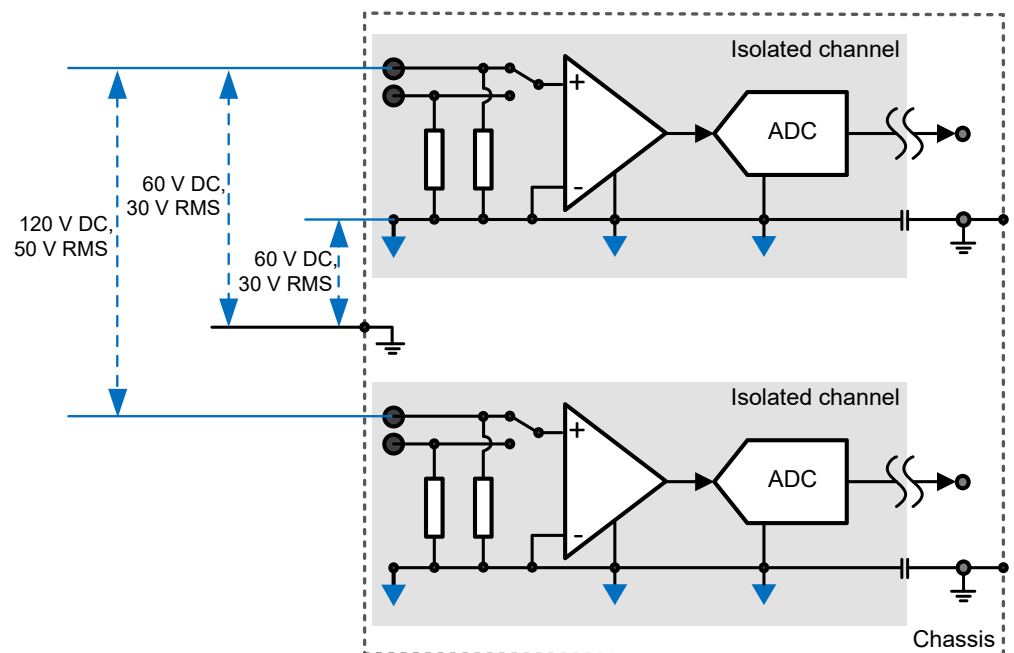 Isolated channel
+
-
ADC
60 V DC,
30 V RMS
120 V DC,
50 V RMS
60 V DC,
30 V RMS
Isolated channel
+
-
ADC
Chassis